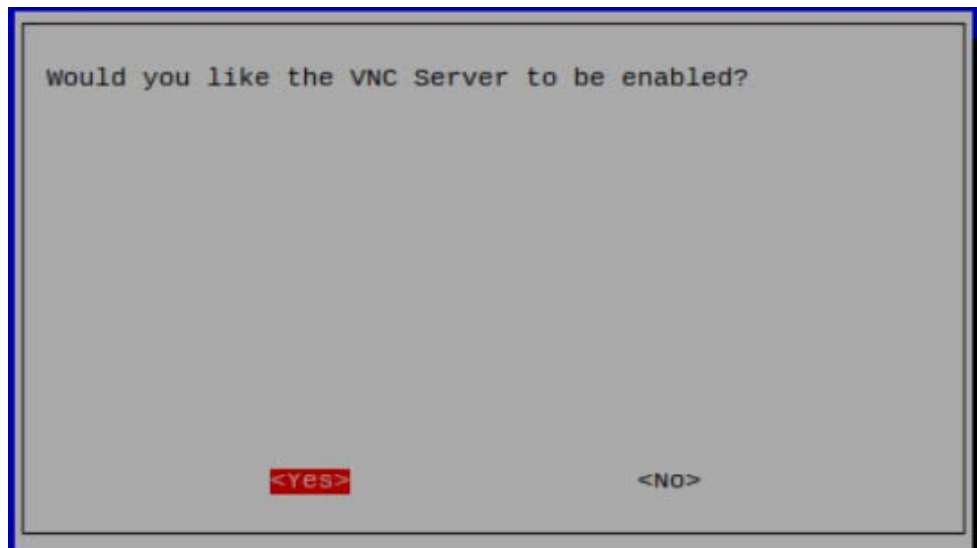 Would you like the VNC Server to be enabled?
<Yes> <No>